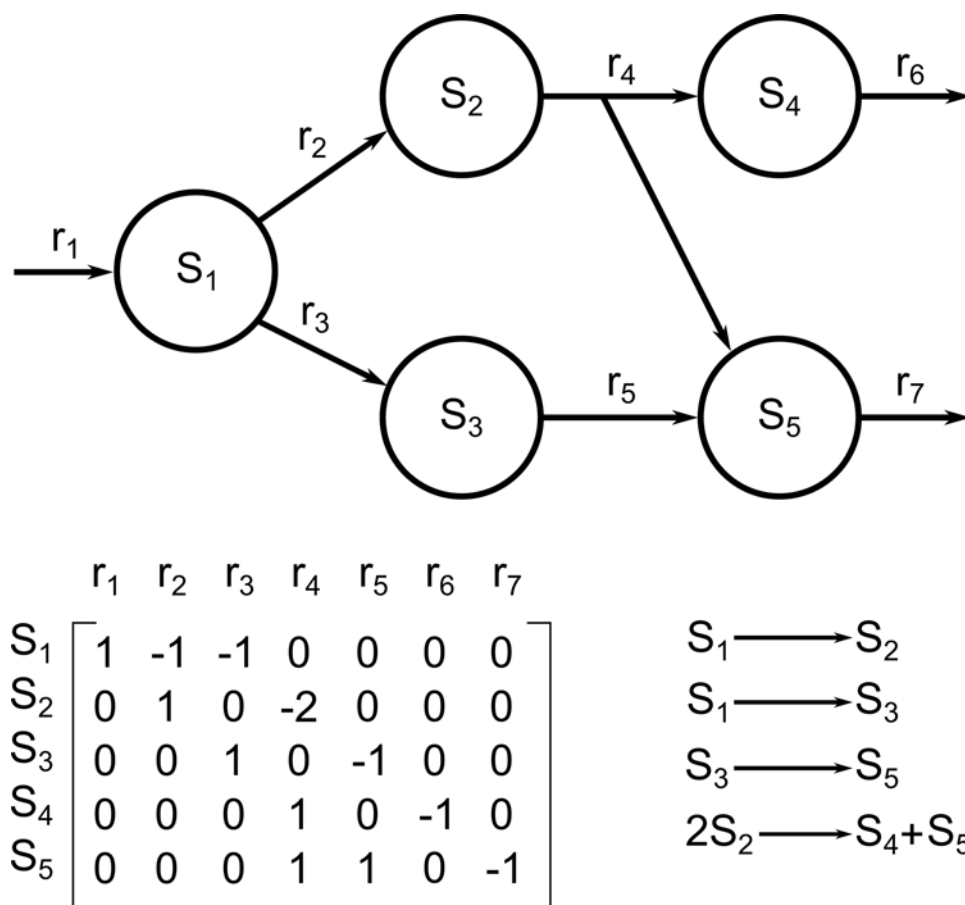 S₂ r₄ S₄ r₆
r₂
r₁ S₁
r₃
S₃ r₅ S₅ r₇
r₁ r₂ r₃ r₄ r₅ r₆ r₇
S₁ 1 -1 -1 0 0 0 0
S₂ 0 1 0 -2 0 0 0
S₃ 0 0 1 0 -1 0 0
S₄ 0 0 0 1 0 -1 0
S₅ 0 0 0 1 1 0 -1
S₁ → S₂
S₁ → S₃
S₃ → S₅
2S₂ → S₄+S₅